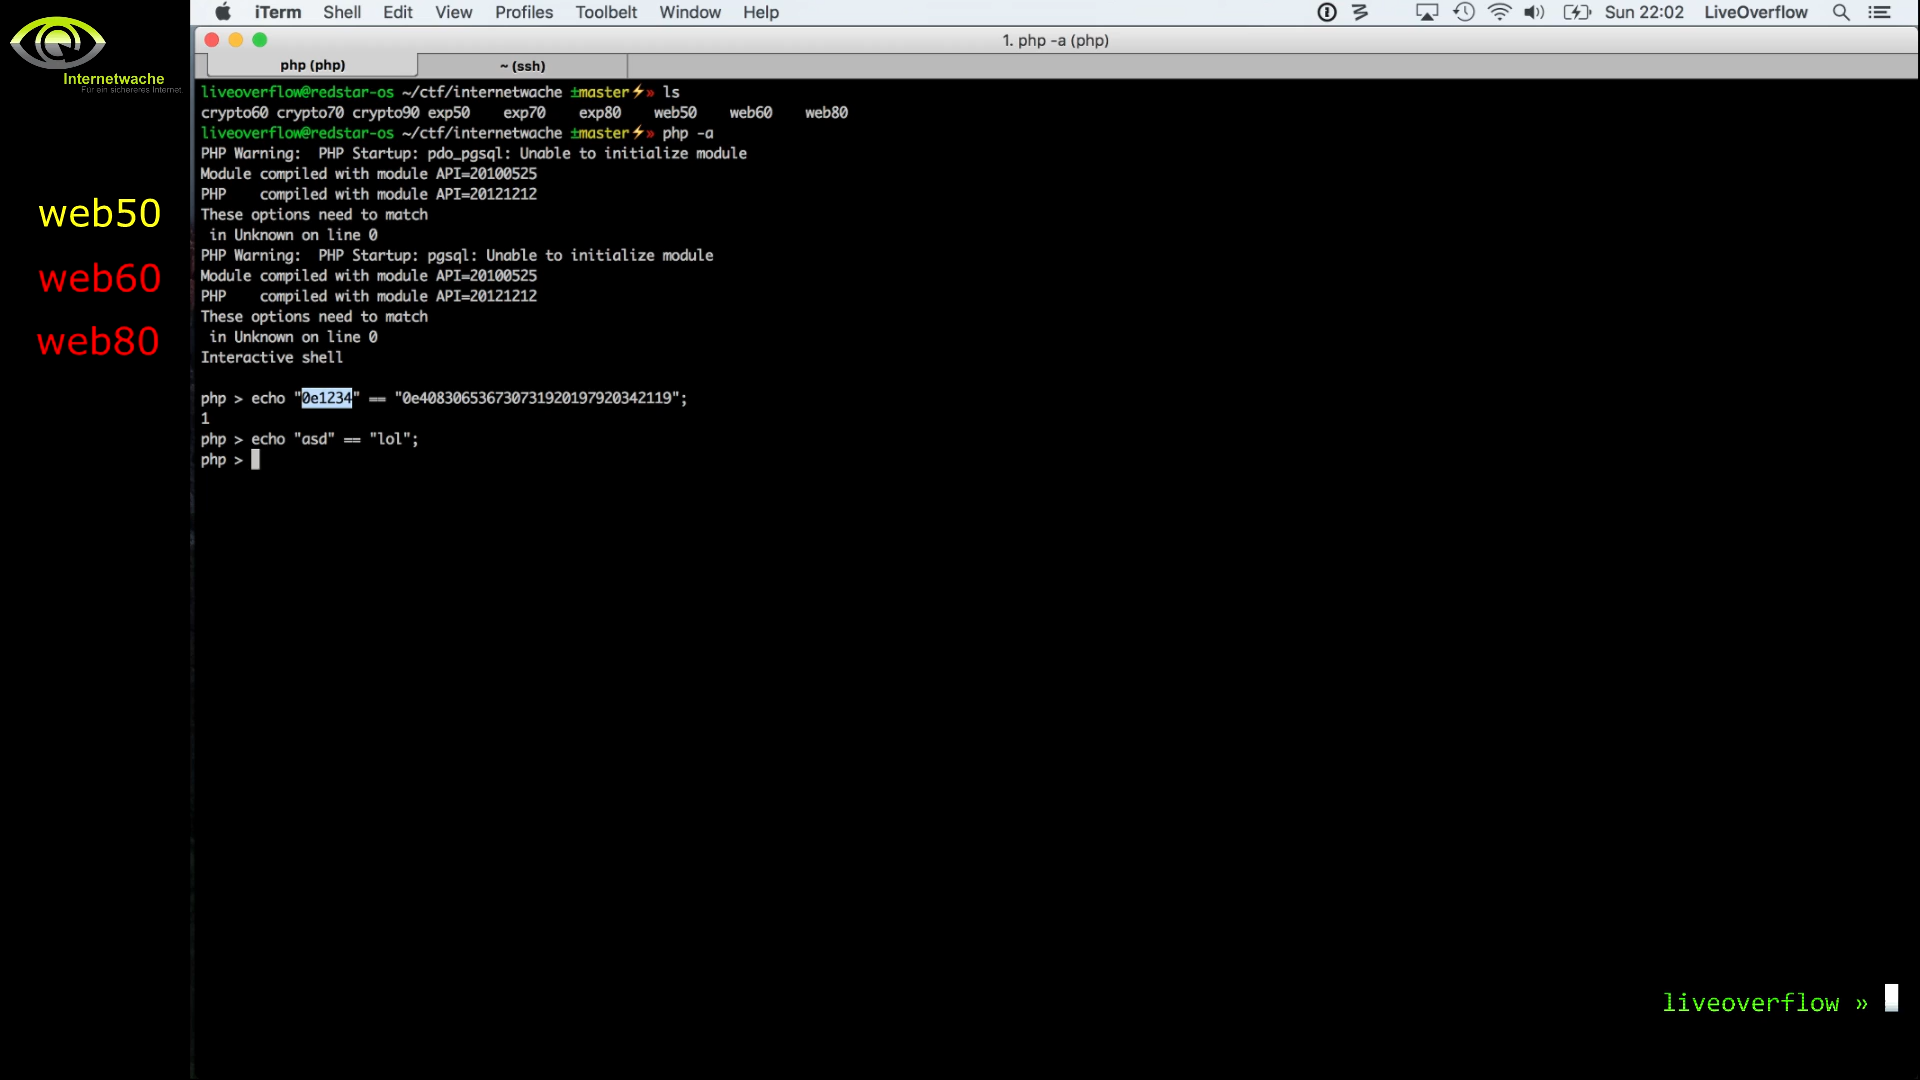 iTerm Shell Edit View Profiles Toolbelt Window Help Sun 22:02 LiveOverflow
1. php -a (php)
php (php) ~ (ssh)
Internetwache
Für ein sichereres Internet.
web50
web60
web80
liveoverflow@redstar-os ~/ctf/internetwache ±master⚡» ls
crypto60 crypto70 crypto90 exp50 exp70 exp80 web50 web60 web80
liveoverflow@redstar-os ~/ctf/internetwache ±master⚡» php -a
PHP Warning:  PHP Startup: pdo_pgsql: Unable to initialize module
Module compiled with module API=20100525
PHP    compiled with module API=20121212
These options need to match
 in Unknown on line 0
PHP Warning:  PHP Startup: pgsql: Unable to initialize module
Module compiled with module API=20100525
PHP    compiled with module API=20121212
These options need to match
 in Unknown on line 0
Interactive shell
php > echo "0e1234" == "0e40830653673073192019792034​2119";
1
php > echo "asd" == "lol";
php >
liveoverflow »